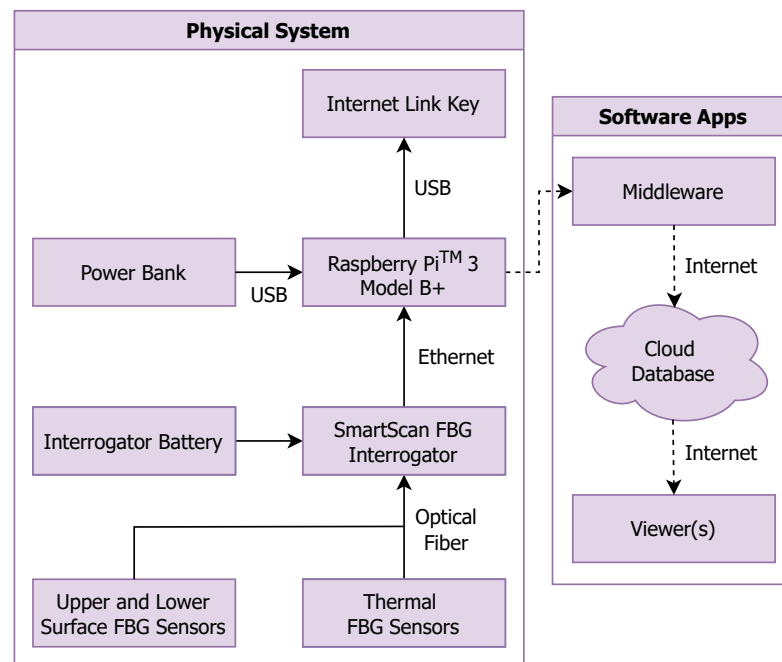 Physical System
Internet Link Key
USB
Power Bank
USB
Raspberry Pi™ 3
Model B+
Ethernet
Interrogator Battery
SmartScan FBG
Interrogator
Optical
Fiber
Upper and Lower
Surface FBG Sensors
Thermal
FBG Sensors
Software Apps
Middleware
Internet
Cloud
Database
Internet
Viewer(s)